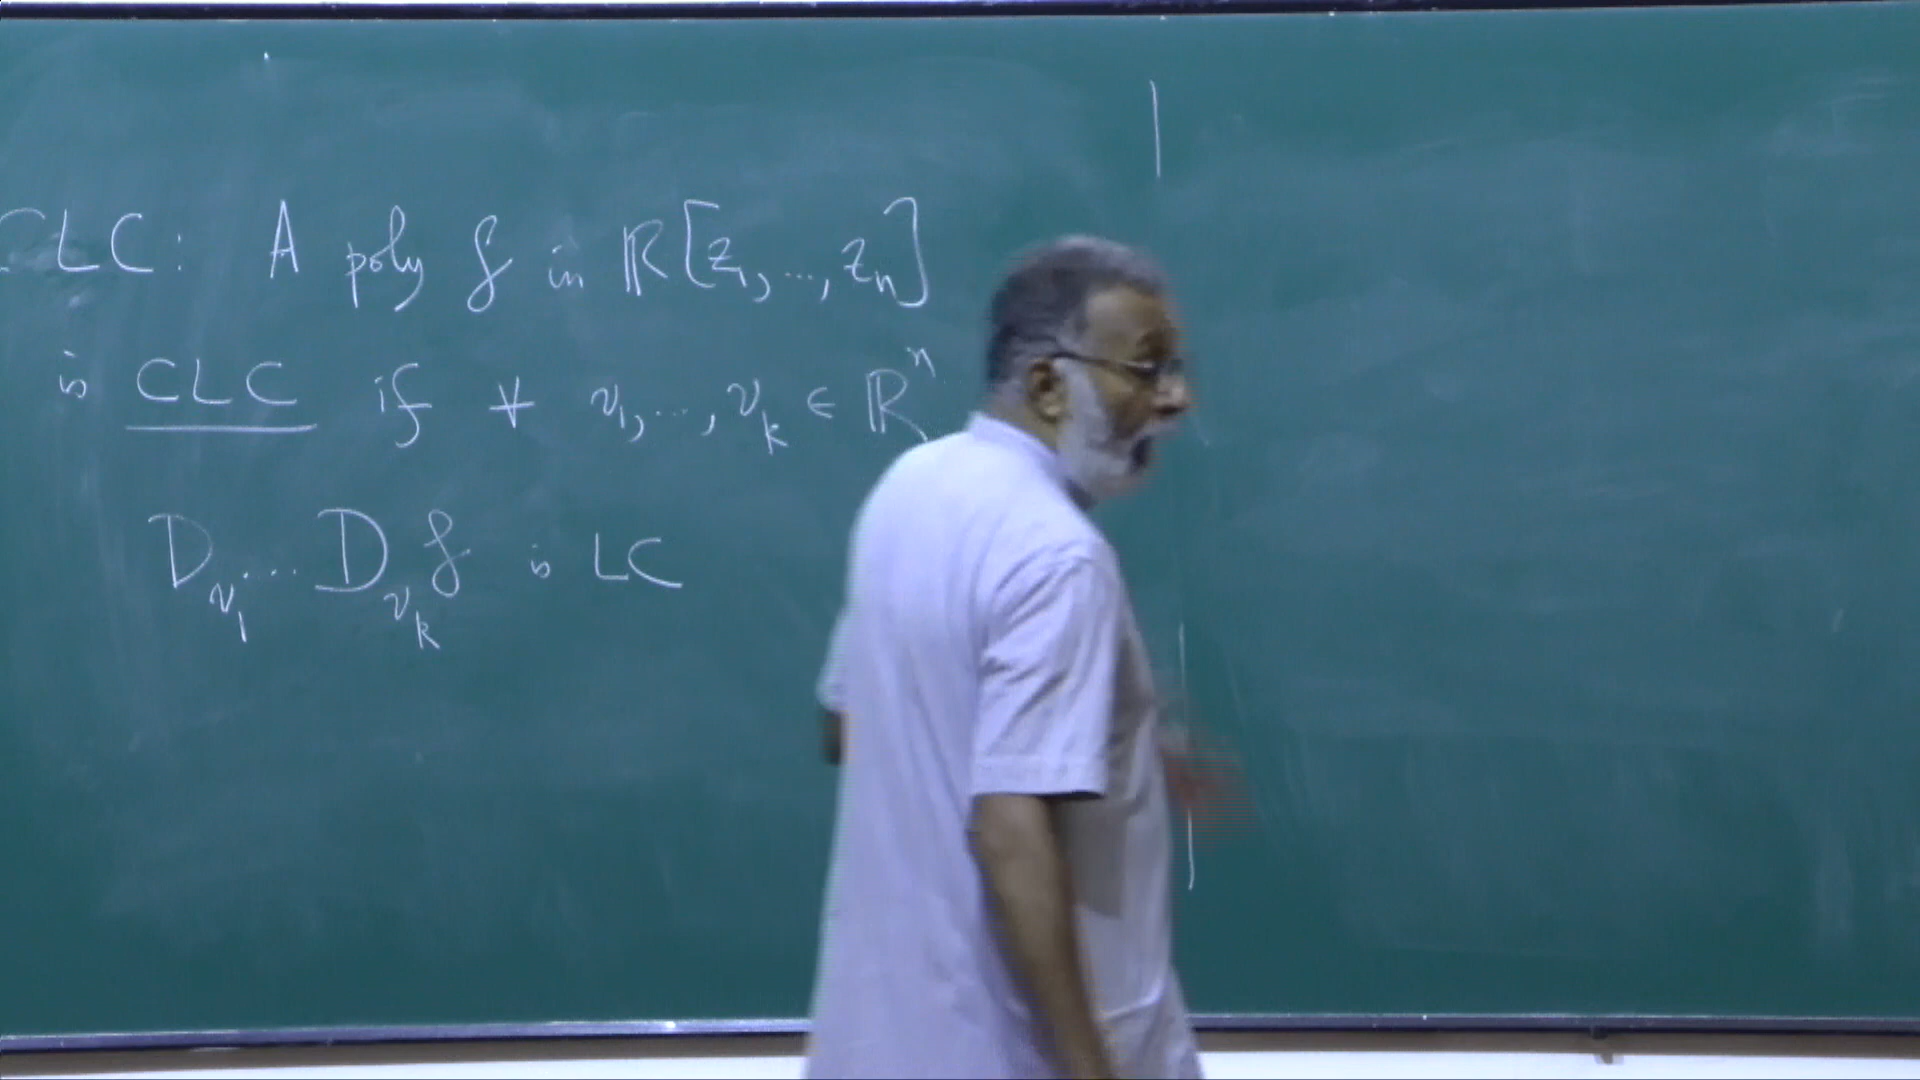 CLC: A poly f in ℝ[z₁,...,zₙ]
is CLC if ∀ v₁,...,vₖ ∈ ℝⁿ
D_{v₁}...D_{vₖ} f is LC